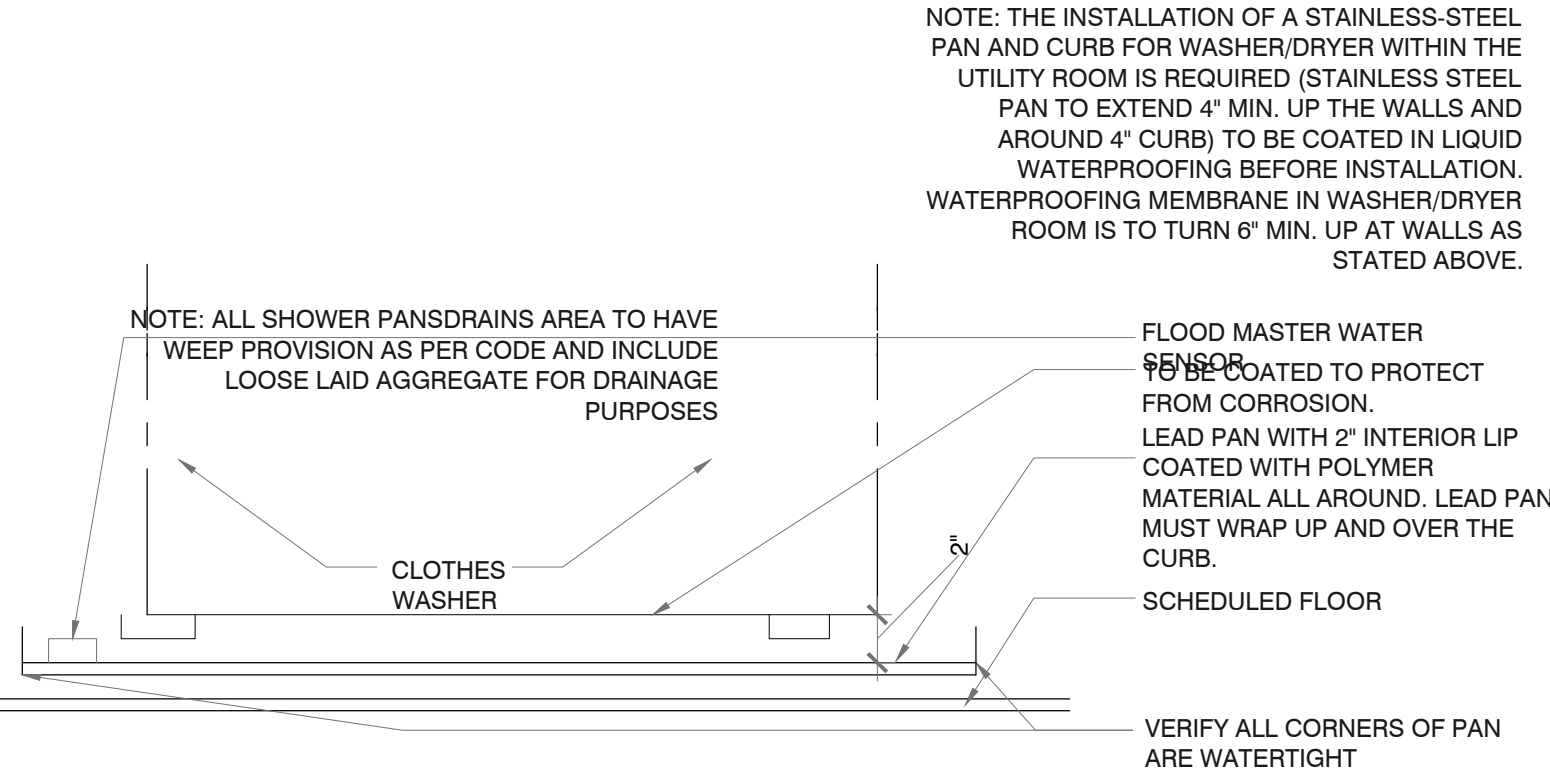 NOTE: THE INSTALLATION OF A STAINLESS-STEEL
PAN AND CURB FOR WASHER/DRYER WITHIN THE
UTILITY ROOM IS REQUIRED (STAINLESS STEEL
PAN TO EXTEND 4" MIN. UP THE WALLS AND
AROUND 4" CURB) TO BE COATED IN LIQUID
WATERPROOFING BEFORE INSTALLATION.
WATERPROOFING MEMBRANE IN WASHER/DRYER
ROOM IS TO TURN 6" MIN. UP AT WALLS AS
STATED ABOVE.
NOTE: ALL SHOWER PANSDRAINS AREA TO HAVE
WEEP PROVISION AS PER CODE AND INCLUDE
LOOSE LAID AGGREGATE FOR DRAINAGE
PURPOSES
FLOOD MASTER WATER
SENSOR
TO BE COATED TO PROTECT
FROM CORROSION.
LEAD PAN WITH 2" INTERIOR LIP
COATED WITH POLYMER
MATERIAL ALL AROUND. LEAD PAN
MUST WRAP UP AND OVER THE
CURB.
2"
CLOTHES
WASHER
SCHEDULED FLOOR
VERIFY ALL CORNERS OF PAN
ARE WATERTIGHT